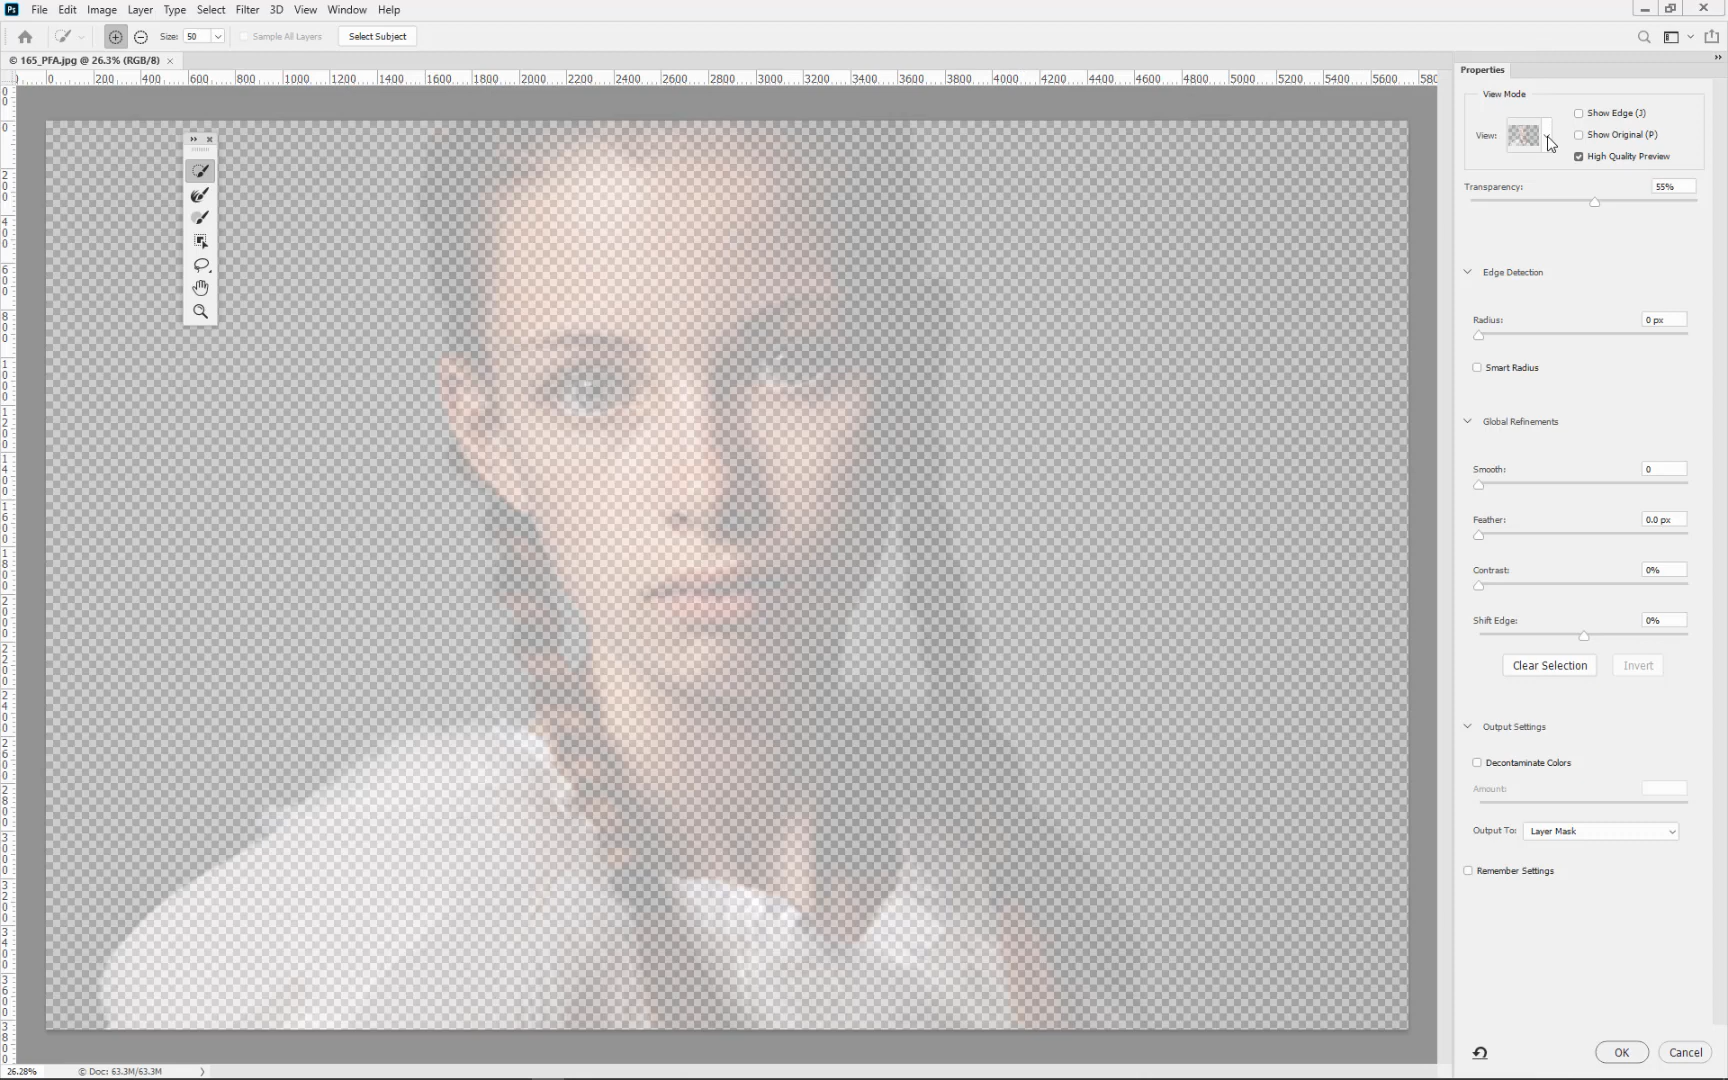 Ps File Edit Image Layer Type Select Filter 3D View Window Help
Size: 50 Sample All Layers Select Subject
© 165_PFA.jpg @ 26.3% (RGB/8) ×
0 200 400 600 800 1000 1200 1400 1600 1800 2000 2200 2400 2600 2800 3000 3200 3400 3600 3800 4000 4200 4400 4600 4800 5000 5200 5400 5600 580
Properties
View Mode
View:
Show Edge (J)
Show Original (P)
High Quality Preview
Transparency: 55%
Edge Detection
Radius: 0 px
Smart Radius
Global Refinements
Smooth: 0
Feather: 0.0 px
Contrast: 0%
Shift Edge: 0%
Clear Selection Invert
Output Settings
Decontaminate Colors
Amount:
Output To: Layer Mask
Remember Settings
OK Cancel
26.28% © Doc: 63.3M/63.3M